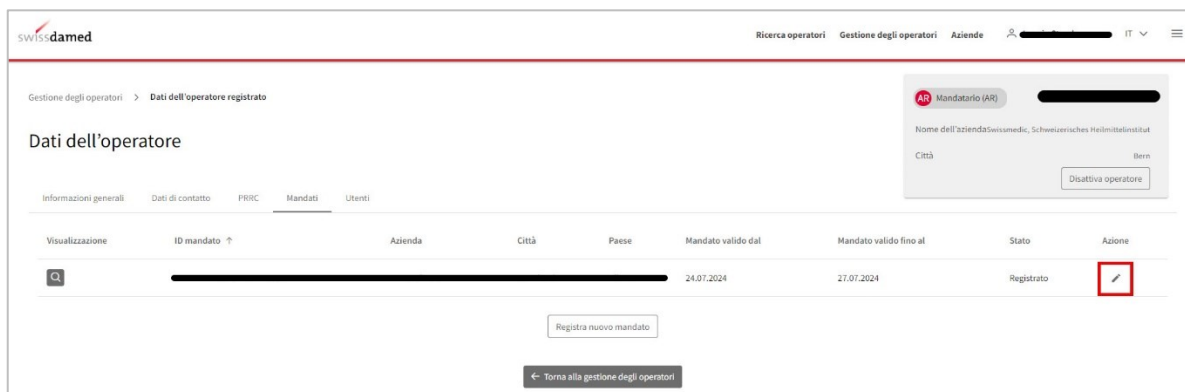 swissdamed
Ricerca operatori Gestione degli operatori Aziende IT
Gestione degli operatori > Dati dell'operatore registrato
AR Mandatario (AR)
Nome dell'azienda Swissmedic, Schweizerisches Heilmittelinstitut
Città Bern
Disattiva operatore
Dati dell'operatore
Informazioni generali Dati di contatto PRRC Mandati Utenti
Visualizzazione ID mandato ↑ Azienda Città Paese Mandato valido dal Mandato valido fino al Stato Azione
24.07.2024 27.07.2024 Registrato
Registra nuovo mandato
← Torna alla gestione degli operatori